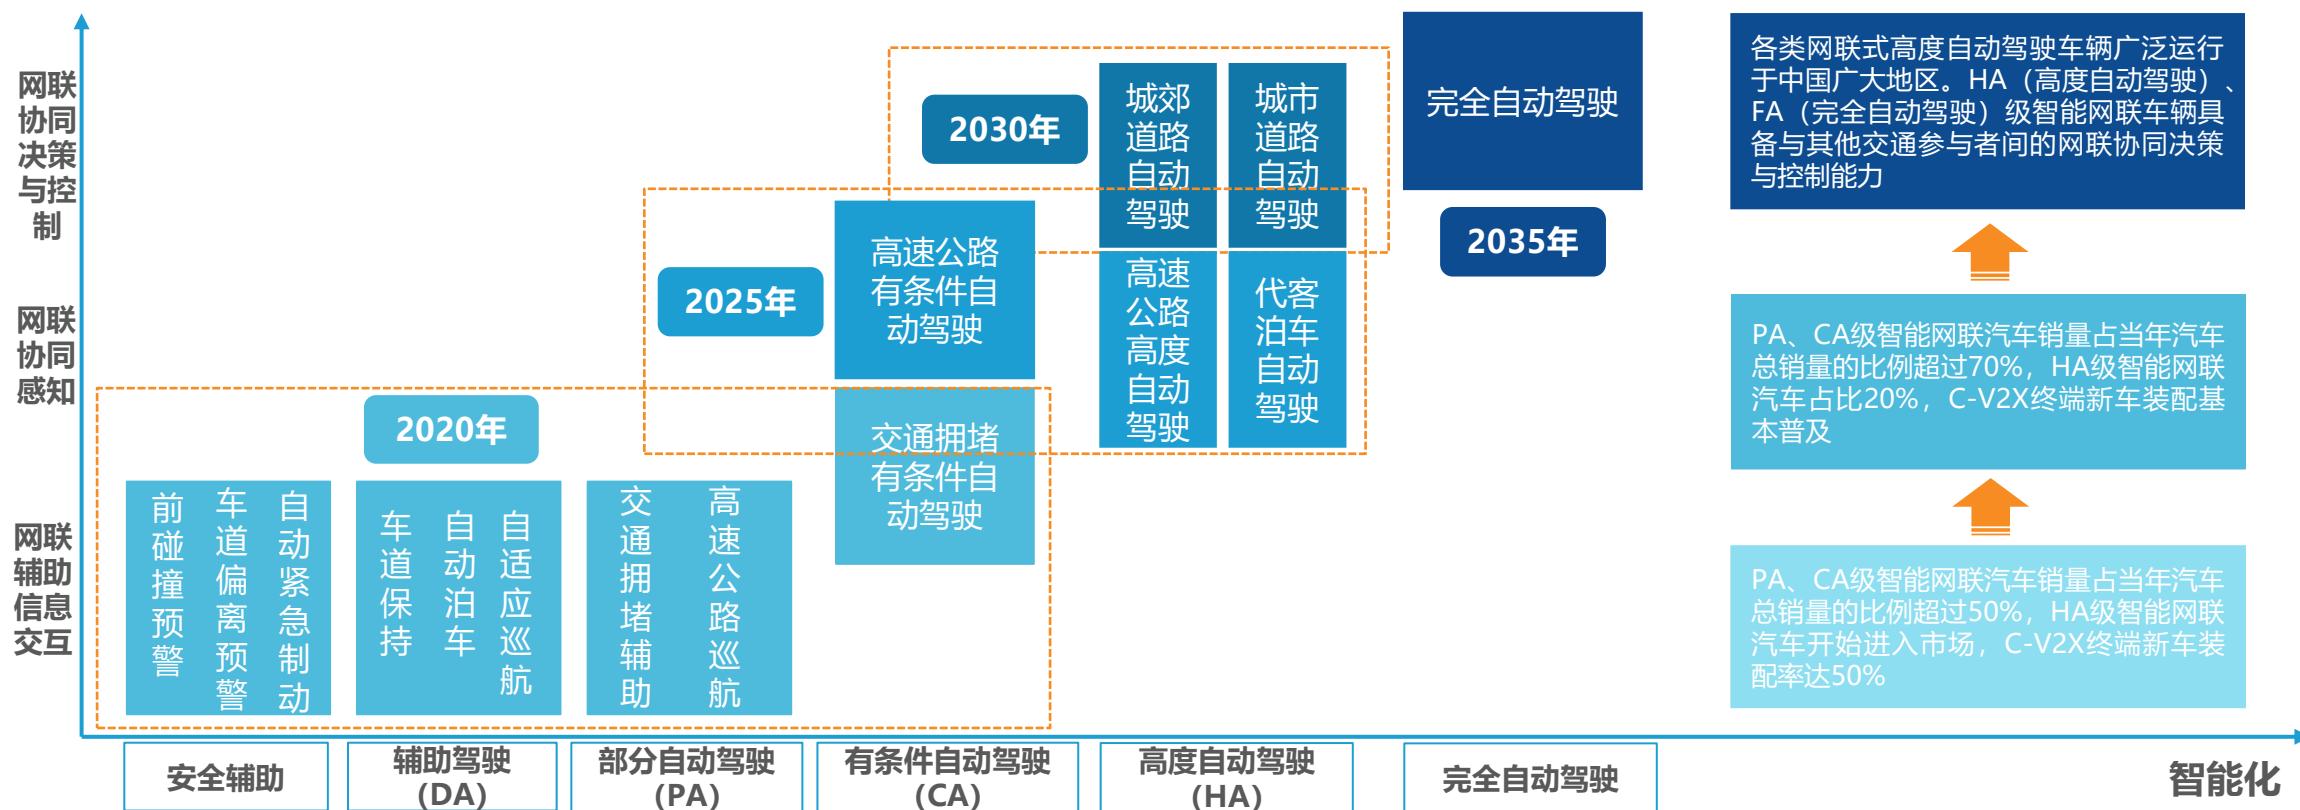 网联
协同
决策
与控
制
网联
协同
感知
网联
辅助
信息
交互
2020年
前碰撞预警
车道偏离预警
自动紧急制动
车道保持
自动泊车
自适应巡航
交通拥堵辅助
高速公路巡航
交通拥堵
有条件自
动驾驶
2025年
高速公路
有条件自
动驾驶
高速
公路
高度
自动
驾驶
代客
泊车
自动
驾驶
2030年
城郊
道路
自动
驾驶
城市
道路
自动
驾驶
完全自动驾驶
2035年
各类网联式高度自动驾驶车辆广泛运行
于中国广大地区。HA（高度自动驾驶）、
FA（完全自动驾驶）级智能网联车辆具
备与其他交通参与者间的网联协同决策
与控制能力
PA、CA级智能网联汽车销量占当年汽车
总销量的比例超过70%，HA级智能网联
汽车占比20%，C-V2X终端新车装配基
本普及
PA、CA级智能网联汽车销量占当年汽车
总销量的比例超过50%，HA级智能网联
汽车开始进入市场，C-V2X终端新车装
配率达50%
安全辅助
辅助驾驶
（DA）
部分自动驾驶
（PA）
有条件自动驾驶
（CA）
高度自动驾驶
（HA）
完全自动驾驶
智能化